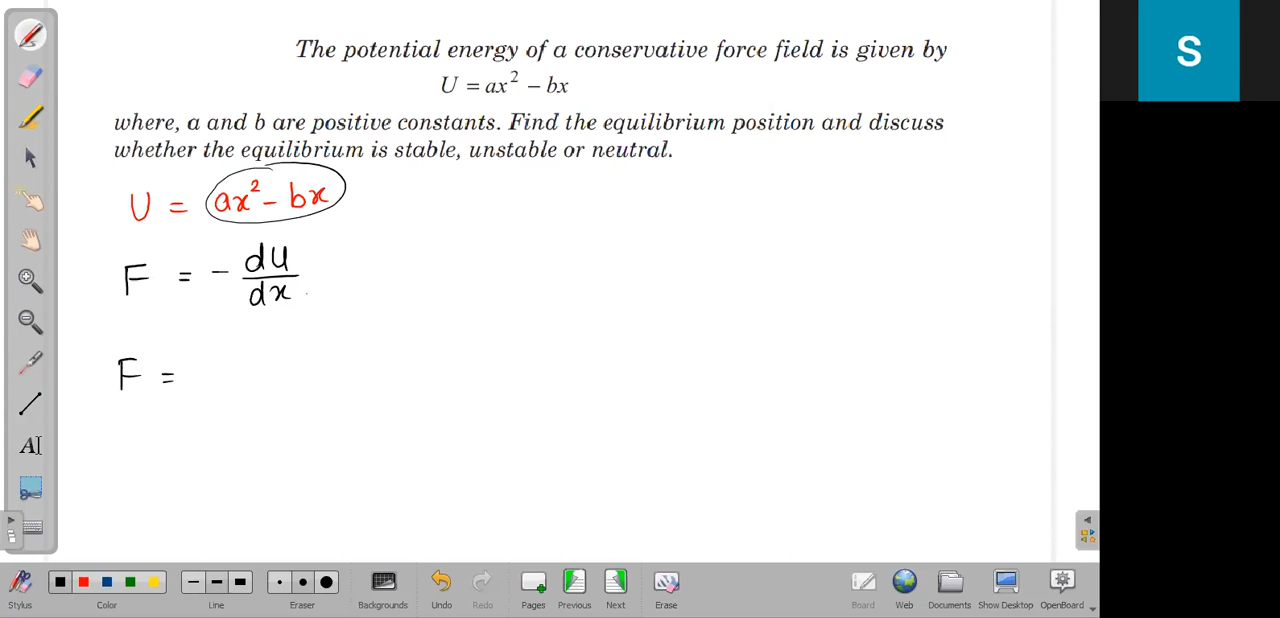 The potential energy of a conservative force field is given by
U = ax² − bx
where, a and b are positive constants. Find the equilibrium position and discuss
whether the equilibrium is stable, unstable or neutral.
U = ax² − bx
F = − dU/dx
F =
S
A
Stylus
Color
Line
Eraser
Backgrounds
Undo
Redo
Pages
Previous
Next
Erase
Board
Web
Documents
Show Desktop
OpenBoard